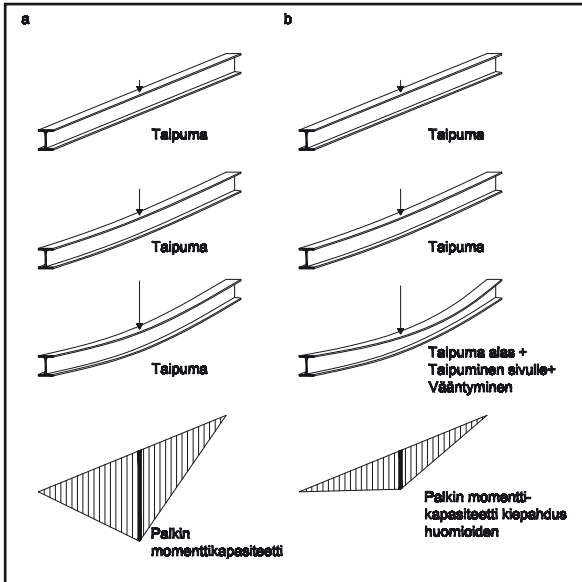 a
Taipuma
Taipuma
Taipuma
Palkin
momenttikapasiteetti
b
Taipuma
Taipuma
Taipuma alas +
Taipuminen sivulle+
Vääntyminen
Palkin momentti-
kapasiteetti kiepahdus
huomioiden